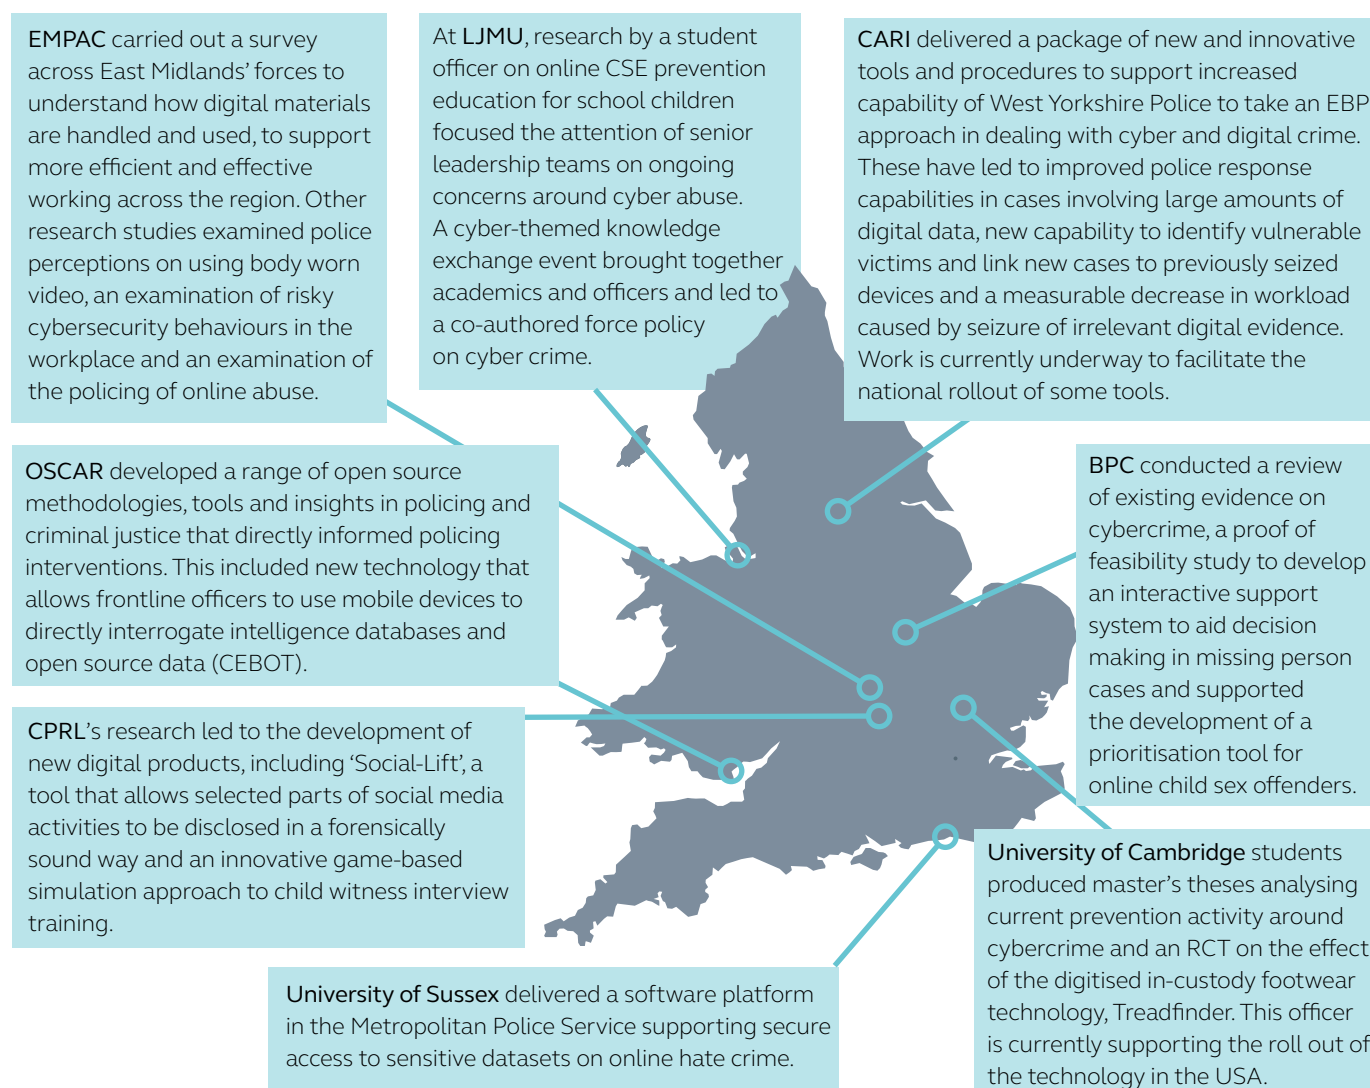 EMPAC carried out a survey
across East Midlands’ forces to
understand how digital materials
are handled and used, to support
more efficient and effective
working across the region. Other
research studies examined police
perceptions on using body worn
video, an examination of risky
cybersecurity behaviours in the
workplace and an examination of
the policing of online abuse.
At LJMU, research by a student
officer on online CSE prevention
education for school children
focused the attention of senior
leadership teams on ongoing
concerns around cyber abuse.
A cyber-themed knowledge
exchange event brought together
academics and officers and led to
a co-authored force policy
on cyber crime.
CARI delivered a package of new and innovative
tools and procedures to support increased
capability of West Yorkshire Police to take an EBP
approach in dealing with cyber and digital crime.
These have led to improved police response
capabilities in cases involving large amounts of
digital data, new capability to identify vulnerable
victims and link new cases to previously seized
devices and a measurable decrease in workload
caused by seizure of irrelevant digital evidence.
Work is currently underway to facilitate the
national rollout of some tools.
OSCAR developed a range of open source
methodologies, tools and insights in policing and
criminal justice that directly informed policing
interventions. This included new technology that
allows frontline officers to use mobile devices to
directly interrogate intelligence databases and
open source data (CEBOT).
BPC conducted a review
of existing evidence on
cybercrime, a proof of
feasibility study to develop
an interactive support
system to aid decision
making in missing person
cases and supported
the development of a
prioritisation tool for
online child sex offenders.
CPRL’s research led to the development of
new digital products, including ‘Social-Lift’, a
tool that allows selected parts of social media
activities to be disclosed in a forensically
sound way and an innovative game-based
simulation approach to child witness interview
training.
University of Cambridge students
produced master’s theses analysing
current prevention activity around
cybercrime and an RCT on the effect
of the digitised in-custody footwear
technology, Treadfinder. This officer
is currently supporting the roll out of
the technology in the USA.
University of Sussex delivered a software platform
in the Metropolitan Police Service supporting secure
access to sensitive datasets on online hate crime.